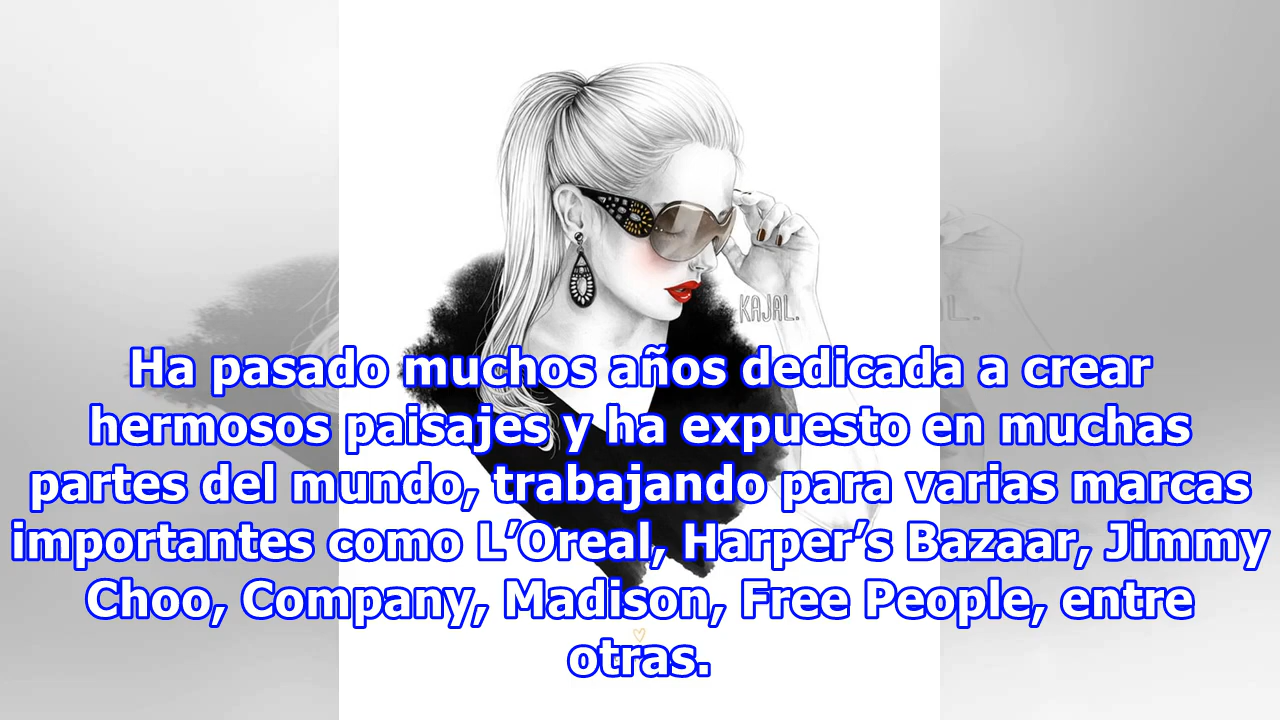 KAJAL.
Ha pasado muchos años dedicada a crear
hermosos paisajes y ha expuesto en muchas
partes del mundo, trabajando para varias marcas
importantes como L’Oreal, Harper’s Bazaar, Jimmy
Choo, Company, Madison, Free People, entre
otras.